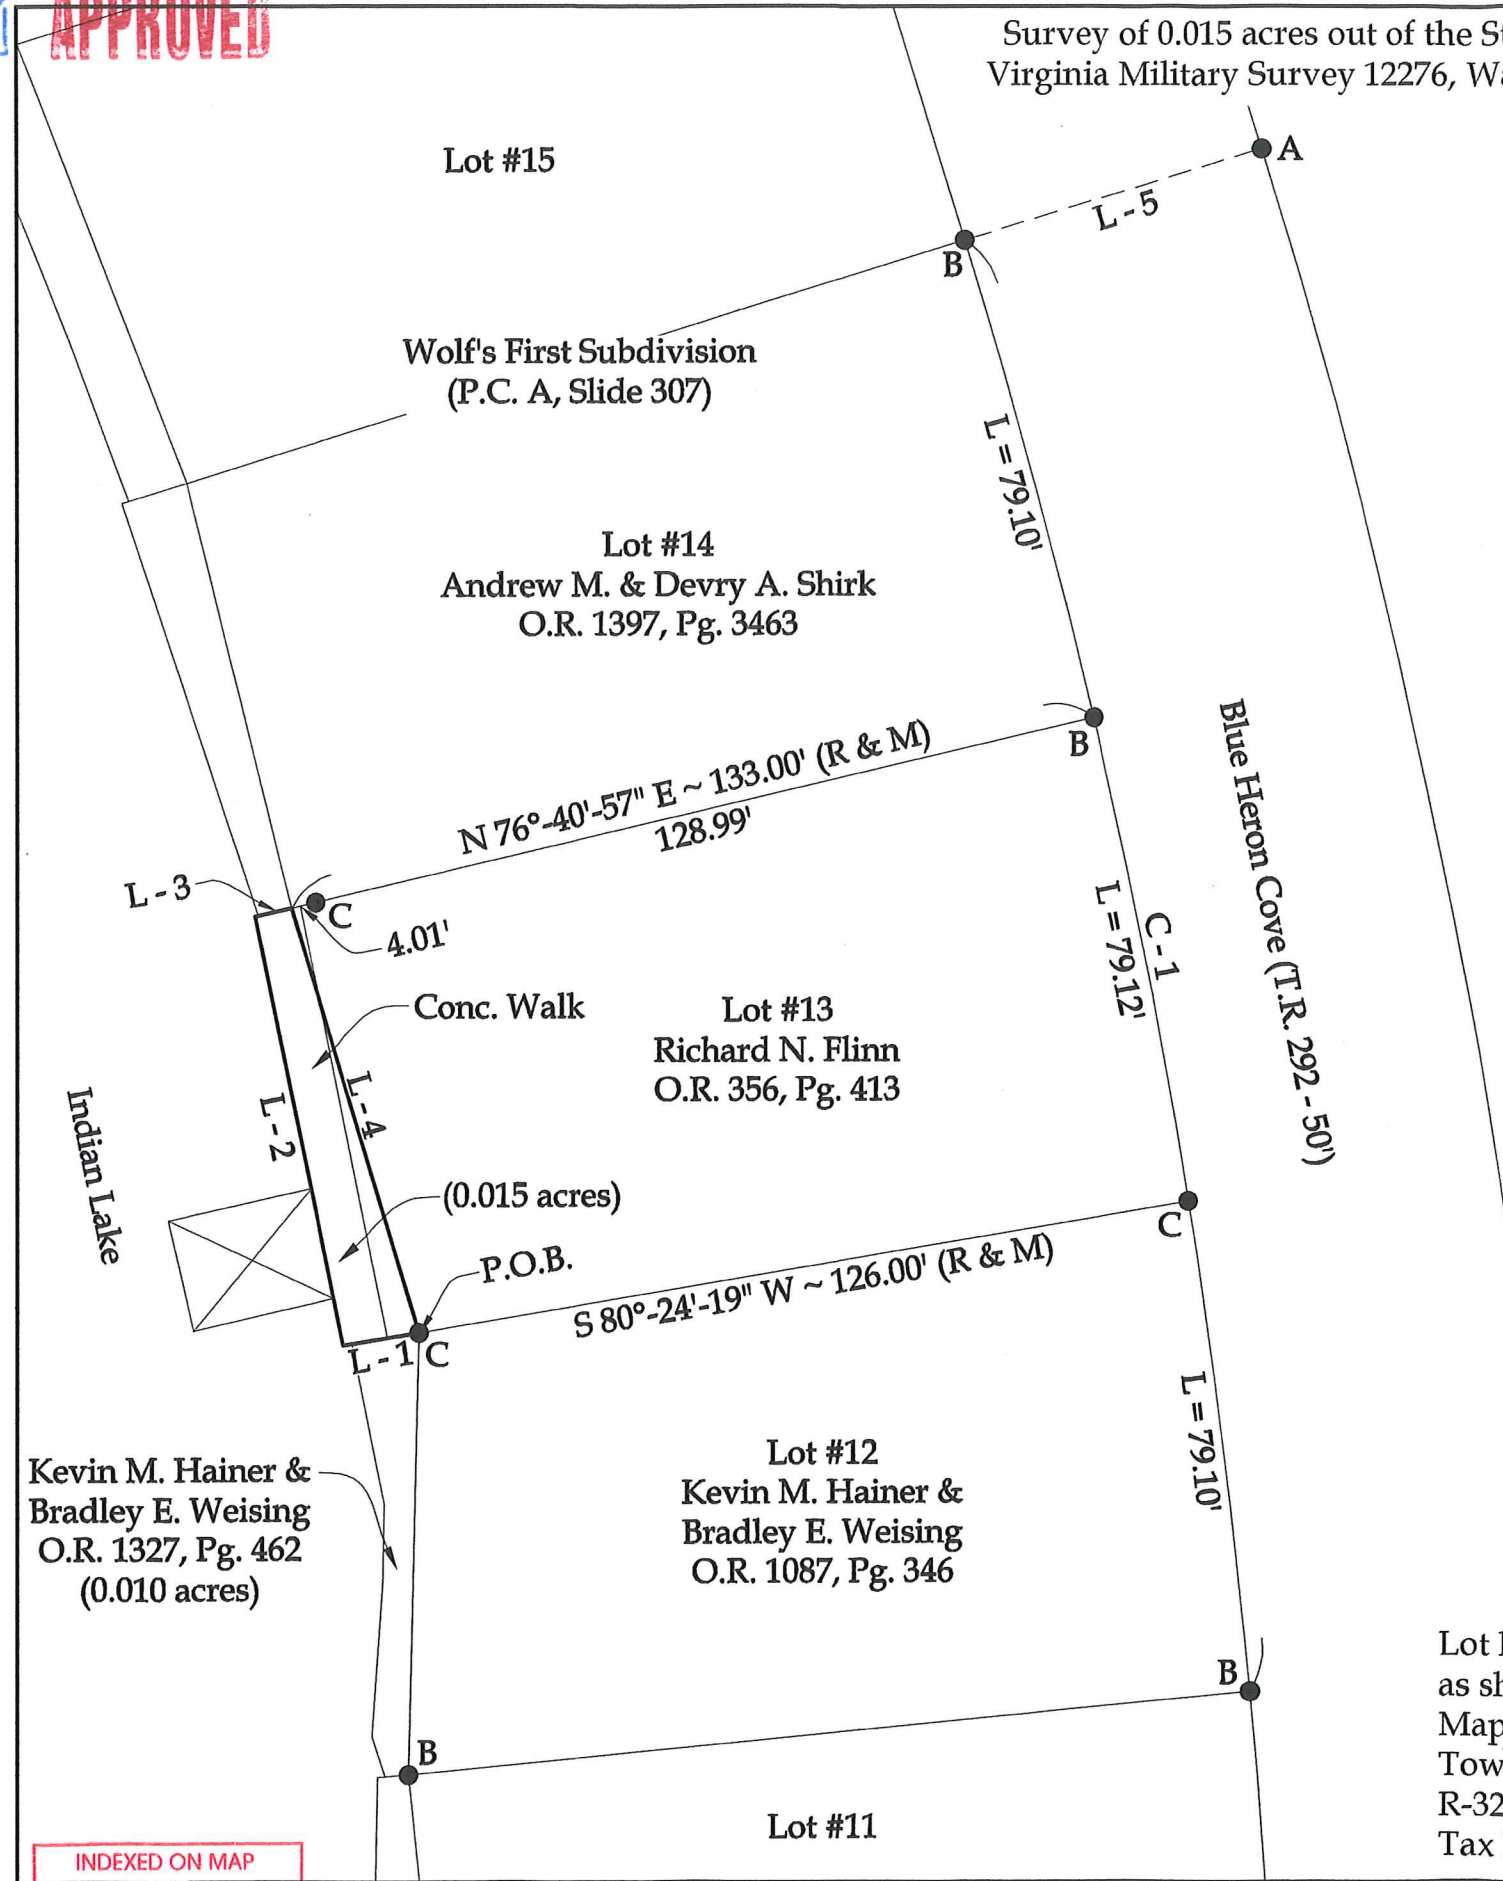 APPROVED
Survey of 0.015 acres out of the
Virginia Military Survey 12276,
A
L - 5
B
Lot #15
Wolf's First Subdivision
(P.C. A, Slide 307)
L = 79.10'
Lot #14
Andrew M. & Devry A. Shirk
O.R. 1397, Pg. 3463
B
N 76°-40'-57" E ~ 133.00' (R & M)
128.99'
Blue Heron Cove (T.R. 292 - 50')
L - 3
C
4.01'
C - 1
L = 79.12'
Conc. Walk
Lot #13
Richard N. Flinn
O.R. 356, Pg. 413
L - 2
L - 4
Indian Lake
(0.015 acres)
P.O.B.
C
S 80°-24'-19" W ~ 126.00' (R & M)
L - 1
C
L = 79.10'
Kevin M. Hainer &
Bradley E. Weising
O.R. 1327, Pg. 462
(0.010 acres)
Lot #12
Kevin M. Hainer &
Bradley E. Weising
O.R. 1087, Pg. 346
B
B
Lot #11
Lot
as
Map
R-32
Tax
INDEXED ON MAP